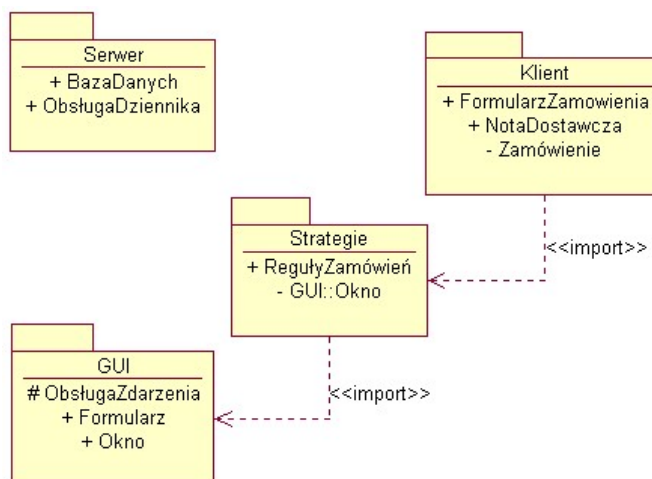 Serwer
+ BazaDanych
+ ObsługaDziennika
Klient
+ FormularzZamowienia
+ NotaDostawcza
- Zamówienie
<<import>>
Strategie
+ RegułyZamówień
- GUI::Okno
<<import>>
GUI
# ObsługaZdarzenia
+ Formularz
+ Okno